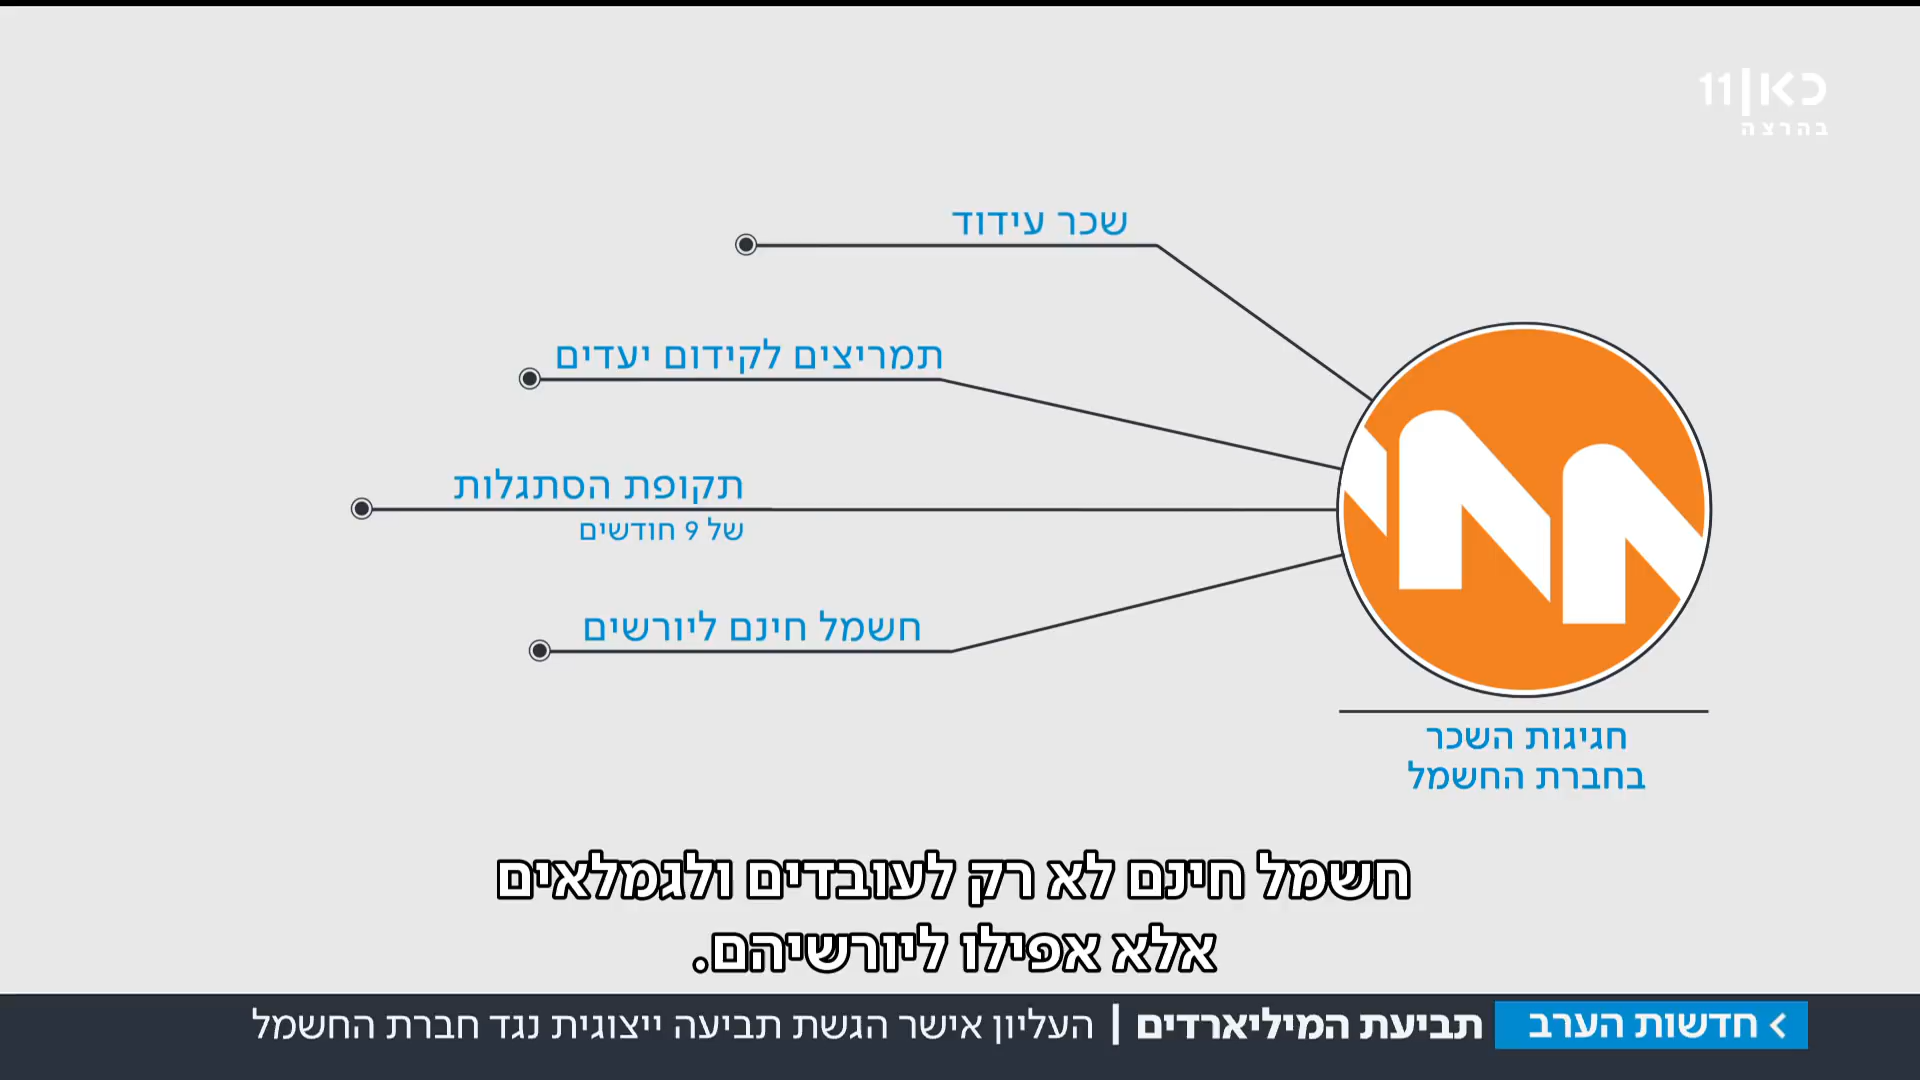 כאן|11
בהרצה
שכר עידוד
תמריצים לקידום יעדים
תקופת הסתגלות
של 9 חודשים
חשמל חינם ליורשים
חגיגות השכר
בחברת החשמל
חשמל חינם לא רק לעובדים ולגמלאים
אלא אפילו ליורשיהם.
חדשות הערב תביעת המיליארדים | העליון אישר הגשת תביעה ייצוגית נגד חברת החשמל